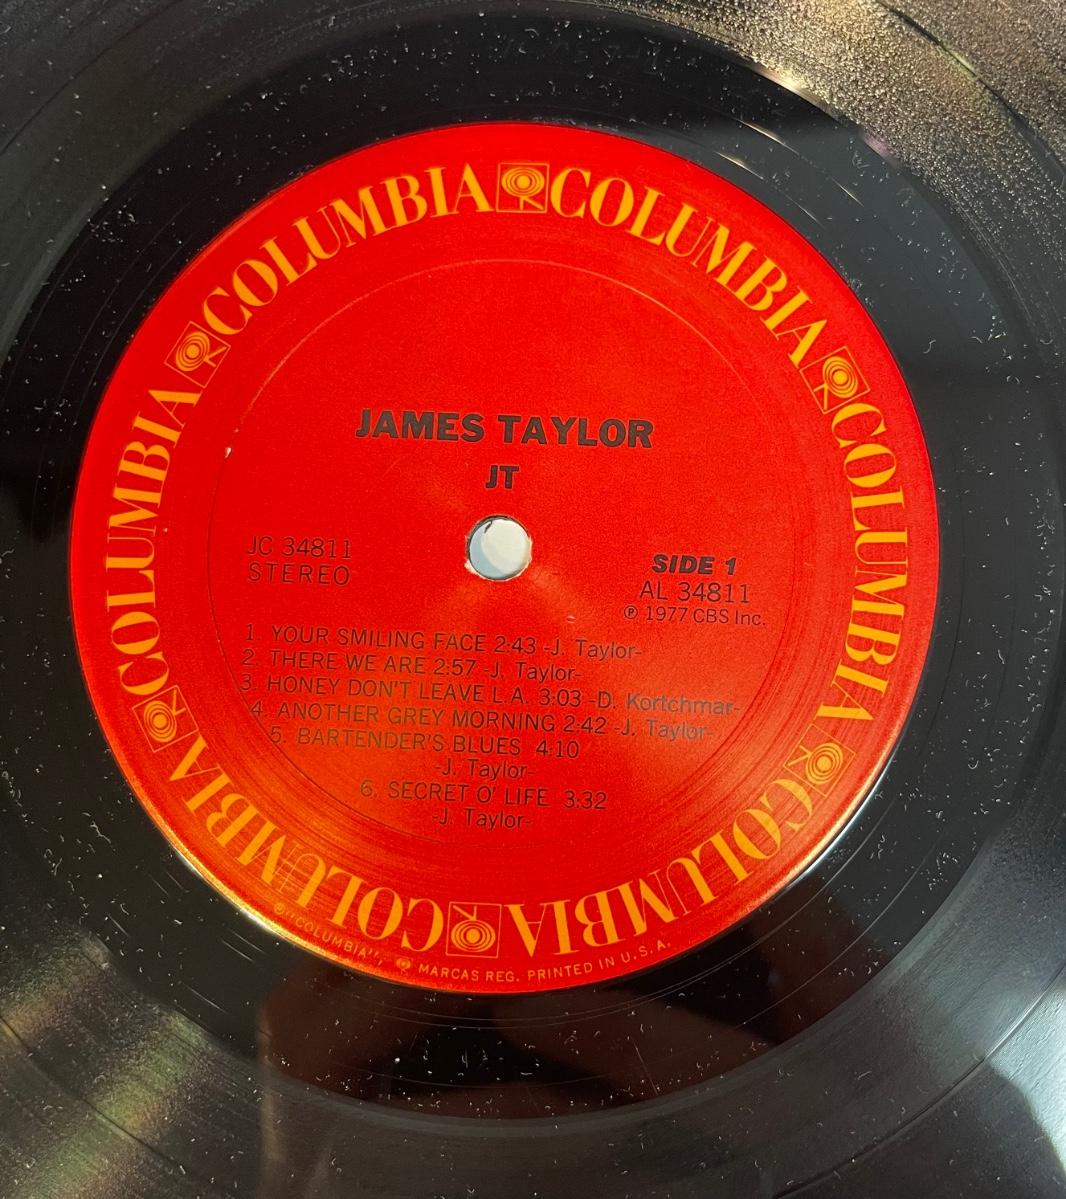 COLUMBIA COLUMBIA COLUMBIA COLUMBIA COLUMBIA COLUMBIA COLUMBIA COLUMBIA
JAMES TAYLOR
JT
JC 34811
STEREO
SIDE 1
AL 34811
℗ 1977 CBS Inc.
1. YOUR SMILING FACE 2:43 -J. Taylor-
2. THERE WE ARE 2:57 -J. Taylor-
3. HONEY DON'T LEAVE L.A. 3:03 -D. Kortchmar-
4. ANOTHER GREY MORNING 2:42 -J. Taylor-
5. BARTENDER'S BLUES 4:10
-J. Taylor-
6. SECRET O' LIFE 3:32
-J. Taylor-
"COLUMBIA", MARCAS REG. PRINTED IN U.S.A.